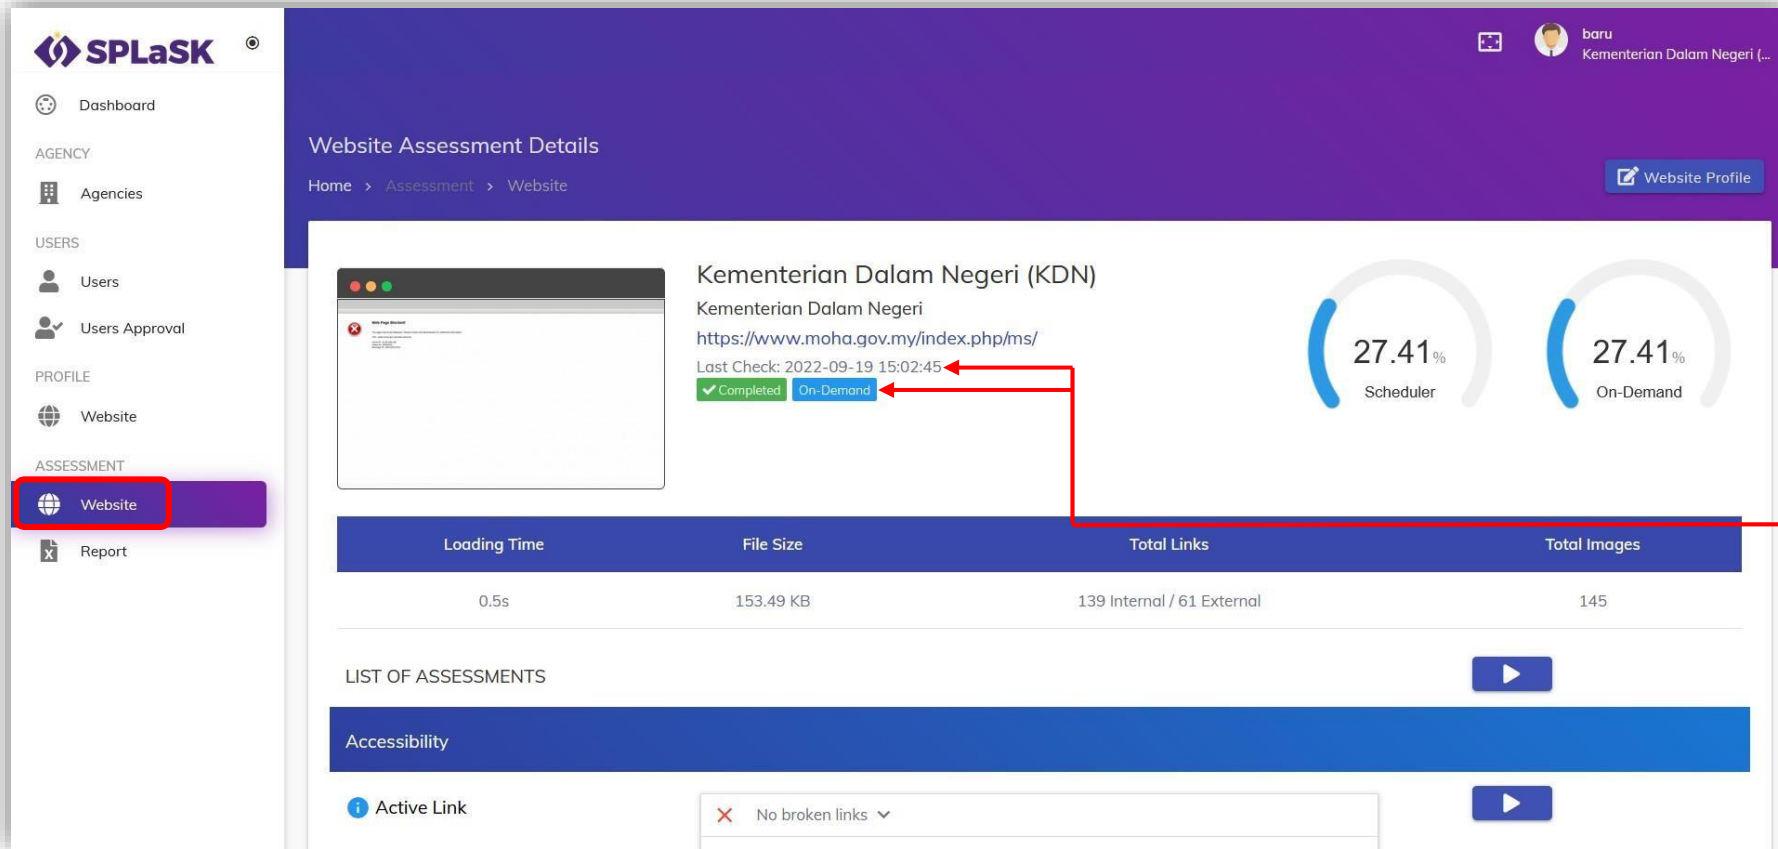 SPLaSK
baru
Kementerian Dalam Negeri (...
Dashboard
AGENCY
Agencies
USERS
Users
Users Approval
PROFILE
Website
ASSESSMENT
Website
Report
Website Assessment Details
Home > Assessment > Website
Website Profile
Web Page Blocked!
Kementerian Dalam Negeri (KDN)
Kementerian Dalam Negeri
https://www.moha.gov.my/index.php/ms/
Last Check: 2022-09-19 15:02:45
Completed On-Demand
27.41%
Scheduler
27.41%
On-Demand
Loading Time File Size Total Links Total Images
0.5s 153.49 KB 139 Internal / 61 External 145
LIST OF ASSESSMENTS
Accessibility
Active Link
No broken links